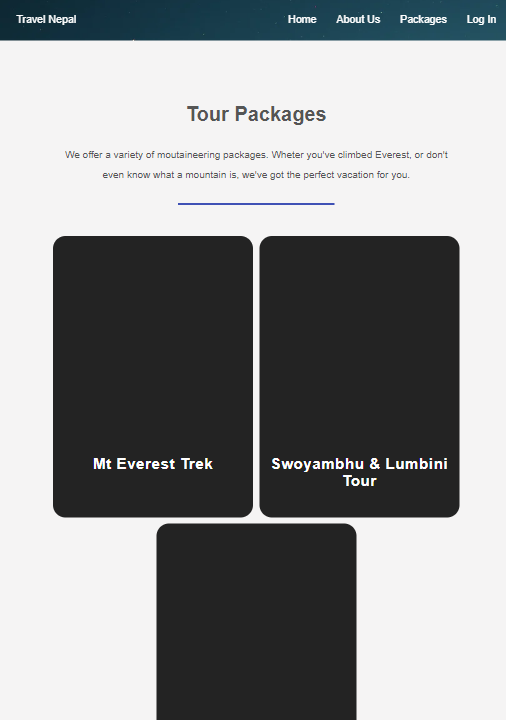 Travel Nepal Home About Us Packages Log In
Tour Packages
We offer a variety of moutaineering packages. Wheter you've climbed Everest, or don't
even know what a mountain is, we've got the perfect vacation for you.
Mt Everest Trek
Swoyambhu & Lumbini
Tour